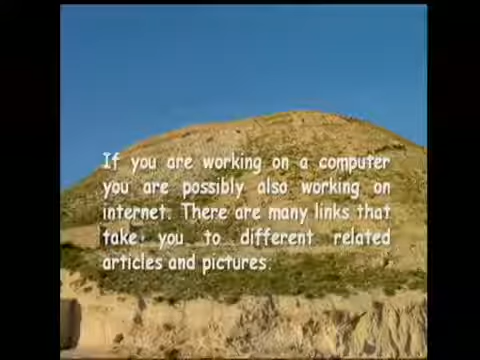 If you are working on a computer
you are possibly also working on
internet. There are many links that
take you to different related
articles and pictures.